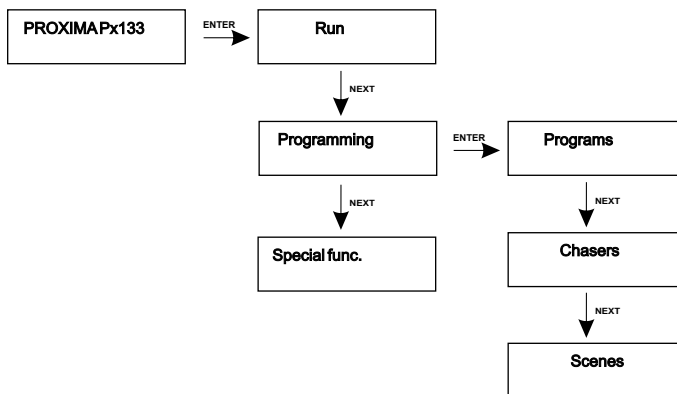 PROXIMA Px133
ENTER
Run
NEXT
Programming
ENTER
Programs
NEXT
NEXT
Special func.
Chasers
NEXT
Scenes